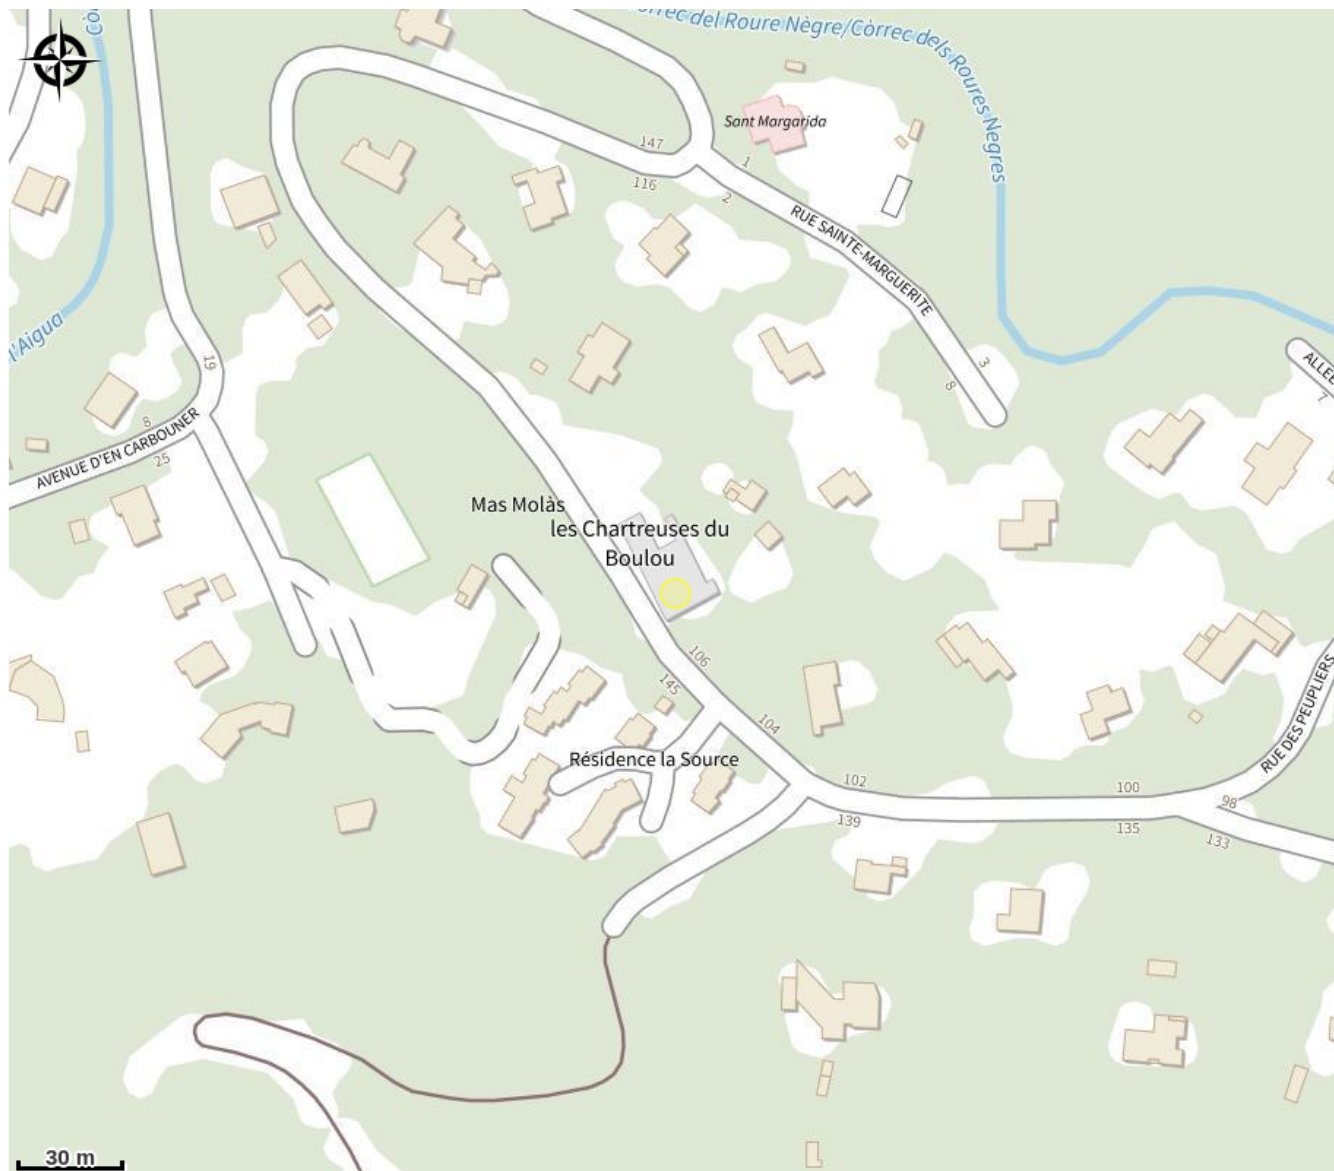 Còrrec del Roure Nègre/Còrrec dels Roures Negres
Sant Margarida
147
116
1
2
RUE SAINTE-MARGUERITE
l'Aigua
19
3
8
ALLEE
7
8
AVENUE D'EN CARBOUNER
25
Mas Molàs
les Chartreuses du
Boulou
106
145
104
RUE DES PEUPLIERS
Résidence la Source
102
100
98
139
135
133
30 m